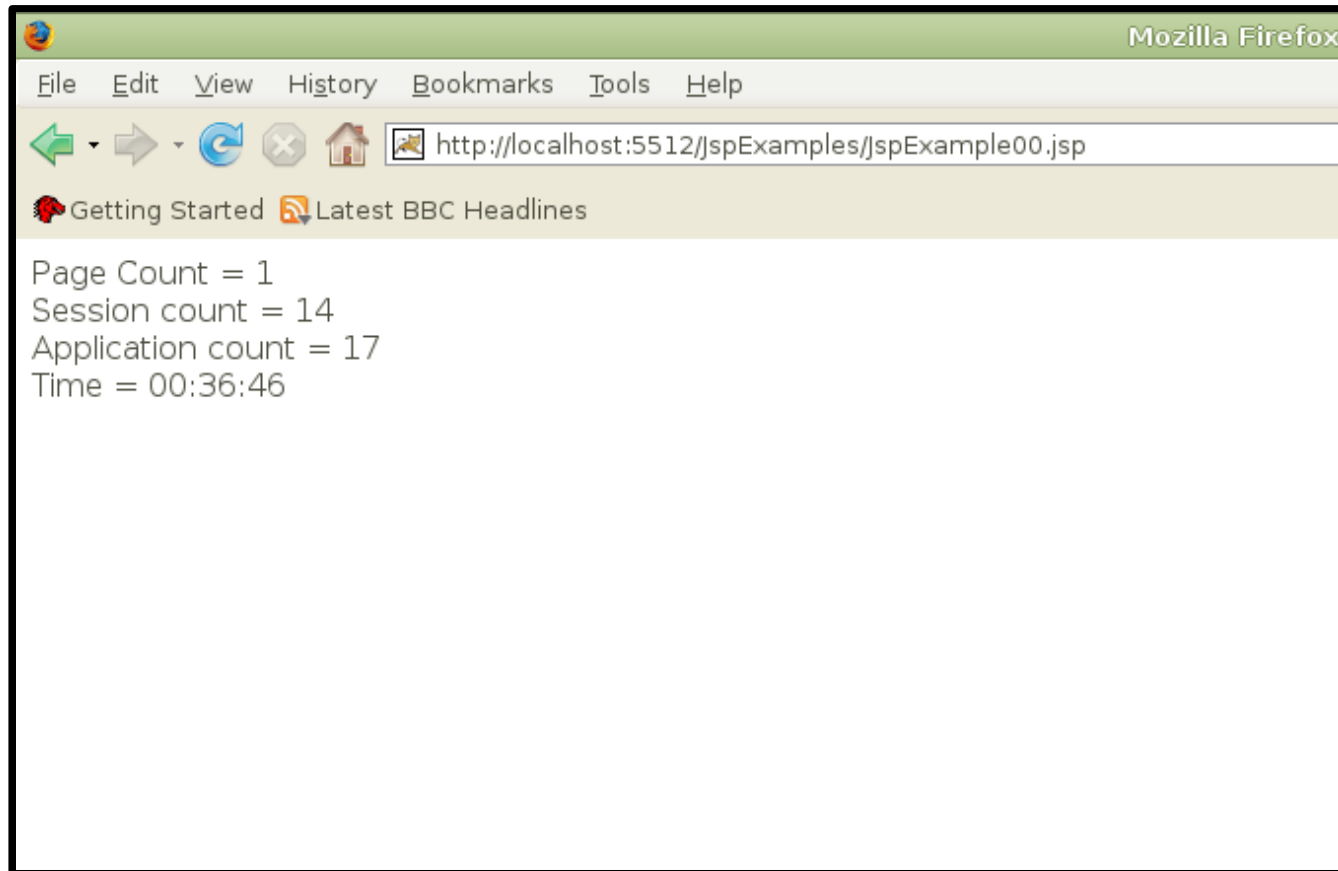 Mozilla Firefox
File Edit View History Bookmarks Tools Help
http://localhost:5512/JspExamples/JspExample00.jsp
Getting Started Latest BBC Headlines
Page Count = 1
Session count = 14
Application count = 17
Time = 00:36:46